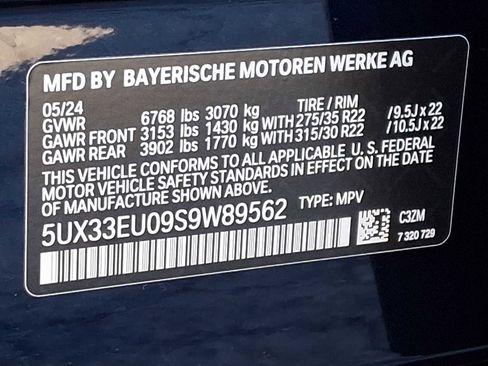 MFD BY BAYERISCHE MOTOREN WERKE AG
05/24 TIRE / RIM
GVWR 6768 lbs 3070 kg
GAWR FRONT 3153 lbs 1430 kg WITH 275/35 R22 /9.5J x 22
GAWR REAR 3902 lbs 1770 kg WITH 315/30 R22 /10.5J x 22
THIS VEHICLE CONFORMS TO ALL APPLICABLE U. S. FEDERAL
MOTOR VEHICLE SAFETY STANDARDS IN EFFECT ON THE DATE
OF MANUFACTURE SHOWN ABOVE.
5UX33EU09S9W89562 TYPE: MPV
C3ZM
7 320 729